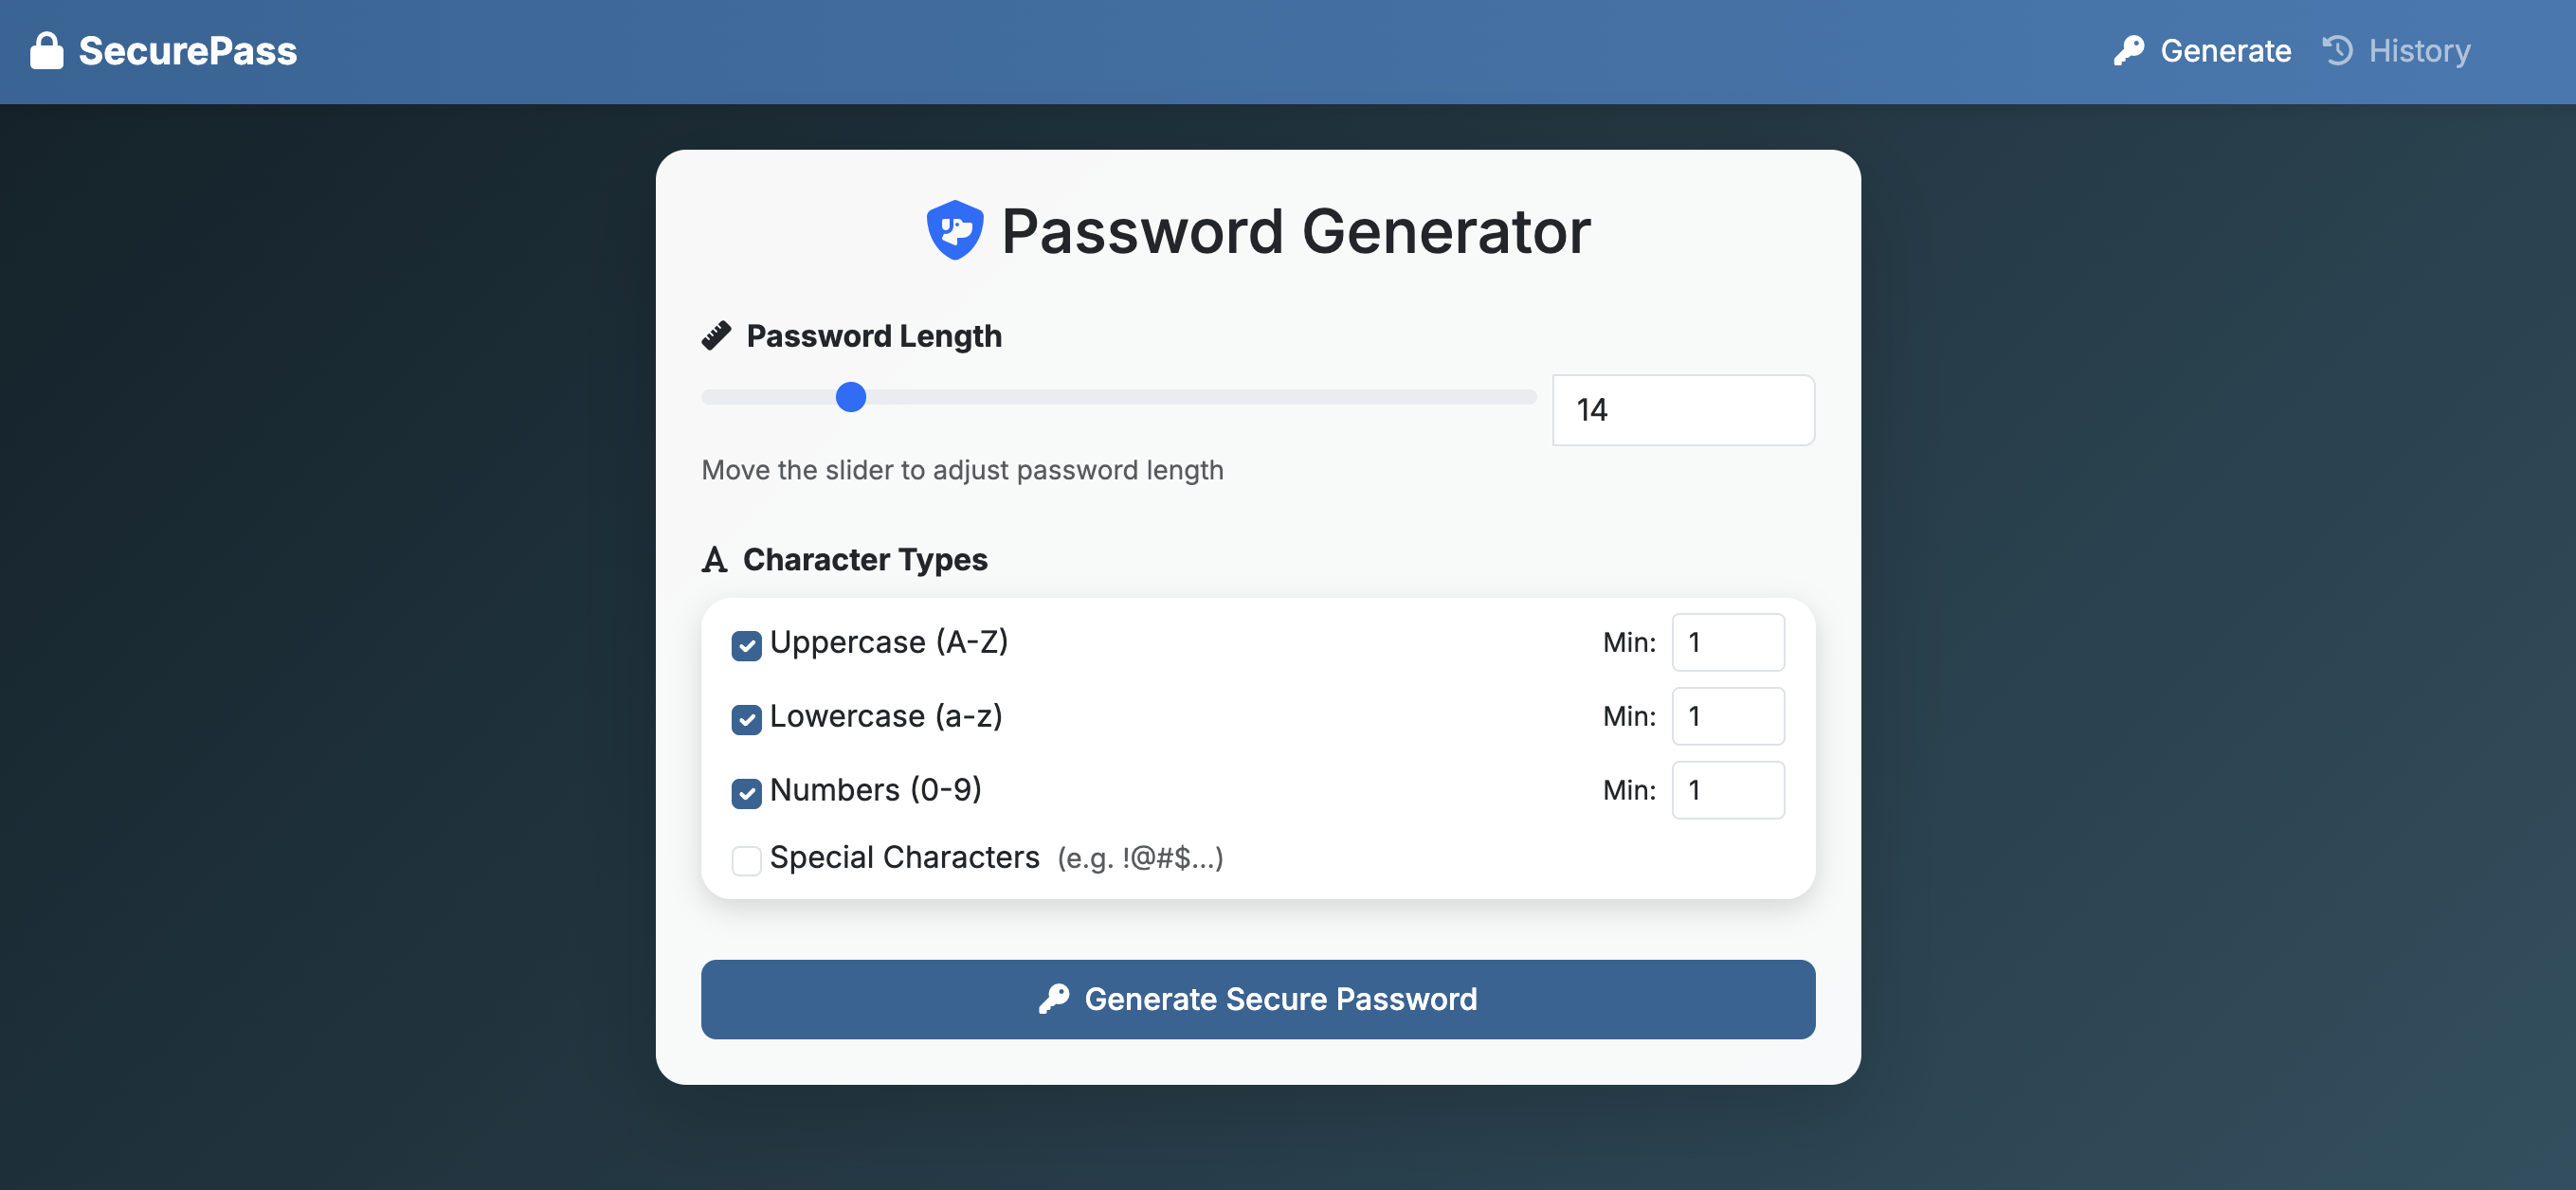 SecurePass
Generate
History
Password Generator
Password Length
14
Move the slider to adjust password length
Character Types
Uppercase (A-Z) Min: 1
Lowercase (a-z) Min: 1
Numbers (0-9) Min: 1
Special Characters (e.g. !@#$...)
Generate Secure Password